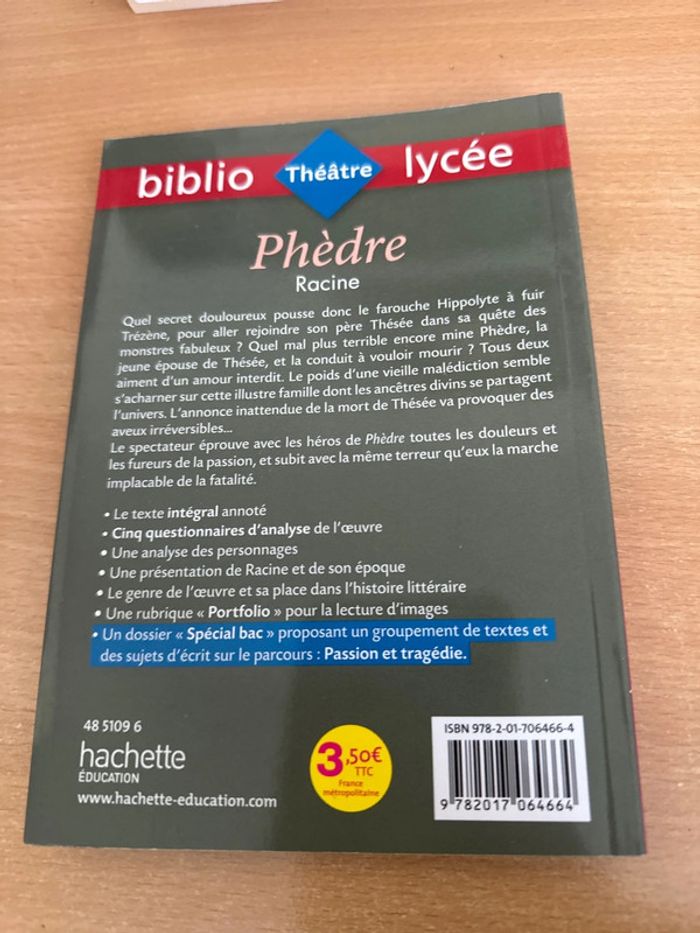 biblio Théâtre lycée
Phèdre
Racine
Quel secret douloureux pousse donc le farouche Hippolyte à fuir
Trézène, pour aller rejoindre son père Thésée dans sa quête des
monstres fabuleux ? Quel mal plus terrible encore mine Phèdre, la
jeune épouse de Thésée, et la conduit à vouloir mourir ? Tous deux
aiment d'un amour interdit. Le poids d'une vieille malédiction semble
s'acharner sur cette illustre famille dont les ancêtres divins se partagent
l'univers. L'annonce inattendue de la mort de Thésée va provoquer des
aveux irréversibles...
Le spectateur éprouve avec les héros de Phèdre toutes les douleurs et
les fureurs de la passion, et subit avec la même terreur qu'eux la marche
implacable de la fatalité.
• Le texte intégral annoté
• Cinq questionnaires d'analyse de l'œuvre
• Une analyse des personnages
• Une présentation de Racine et de son époque
• Le genre de l'œuvre et sa place dans l'histoire littéraire
• Une rubrique « Portfolio » pour la lecture d'images
• Un dossier « Spécial bac » proposant un groupement de textes et
des sujets d'écrit sur le parcours : Passion et tragédie.
48 5109 6
hachette
ÉDUCATION
www.hachette-education.com
3,50€
TTC
France
métropolitaine
ISBN 978-2-01-706466-4
9 782017 064664